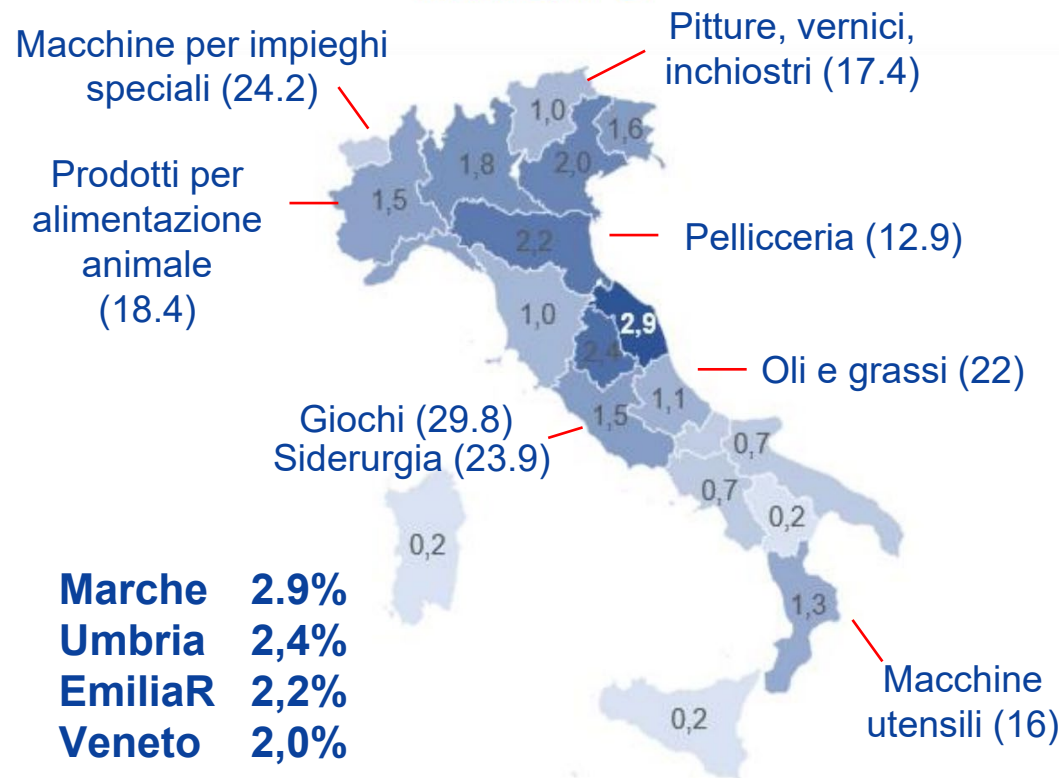 Macchine per impieghi
speciali (24.2)
Pitture, vernici,
inchiostri (17.4)
1,0
1,6
1,8
2,0
Prodotti per
alimentazione
animale
(18.4)
1,5
2,2
Pellicceria (12.9)
1,0
2,9
2,4
Oli e grassi (22)
1,1
Giochi (29.8)
Siderurgia (23.9)
1,5
0,7
0,7
0,2
0,2
1,3
Marche 2.9%
Umbria 2,4%
EmiliaR 2,2%
Veneto 2,0%
0,2
Macchine
utensili (16)